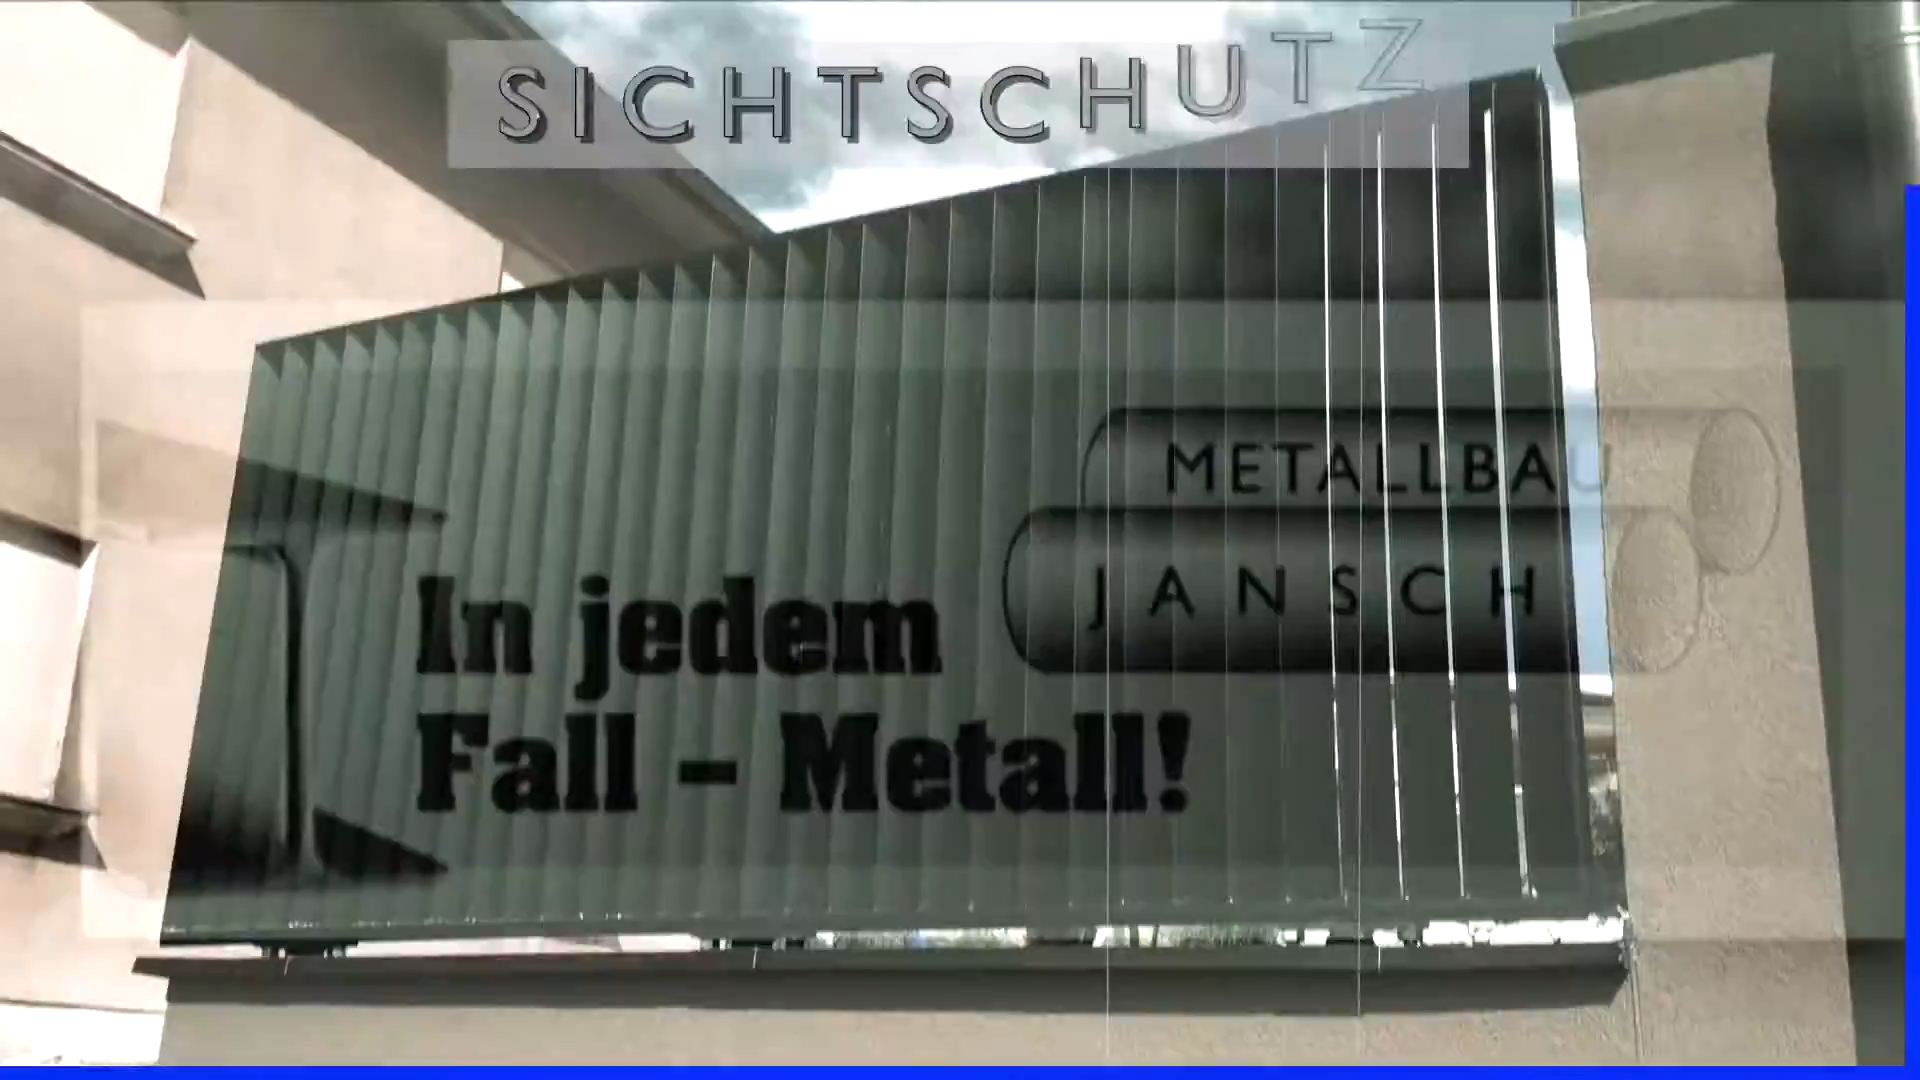 SICHTSCHUTZ
METALLBAU
JANSCH
In jedem
Fall – Metall!